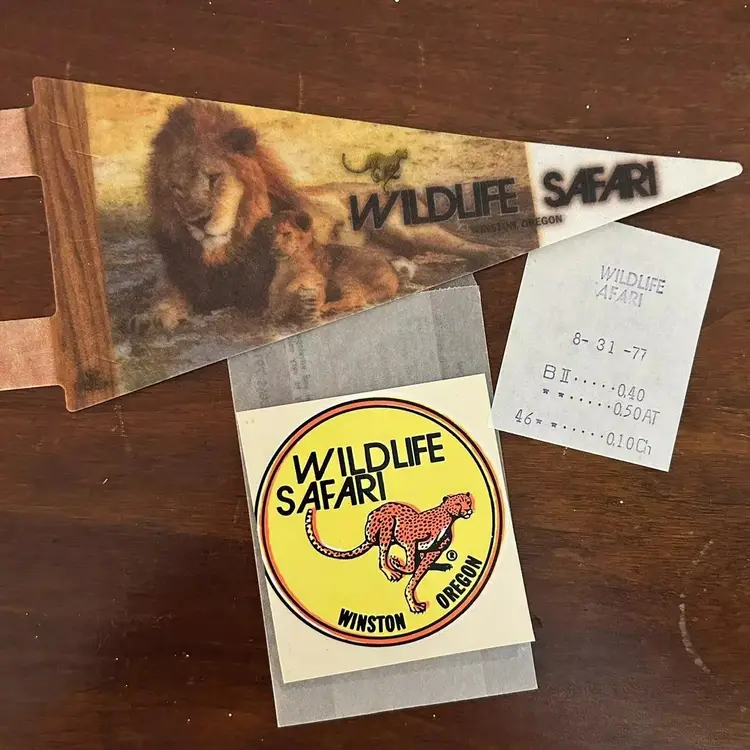 WILDLIFE SAFARI
WINSTON, OREGON
WILDLIFE
SAFARI
8-31-77
BII.....0.40
**......0.50AT
46** .....0.10Ch
WILDLIFE
SAFARI
®
WINSTON OREGON